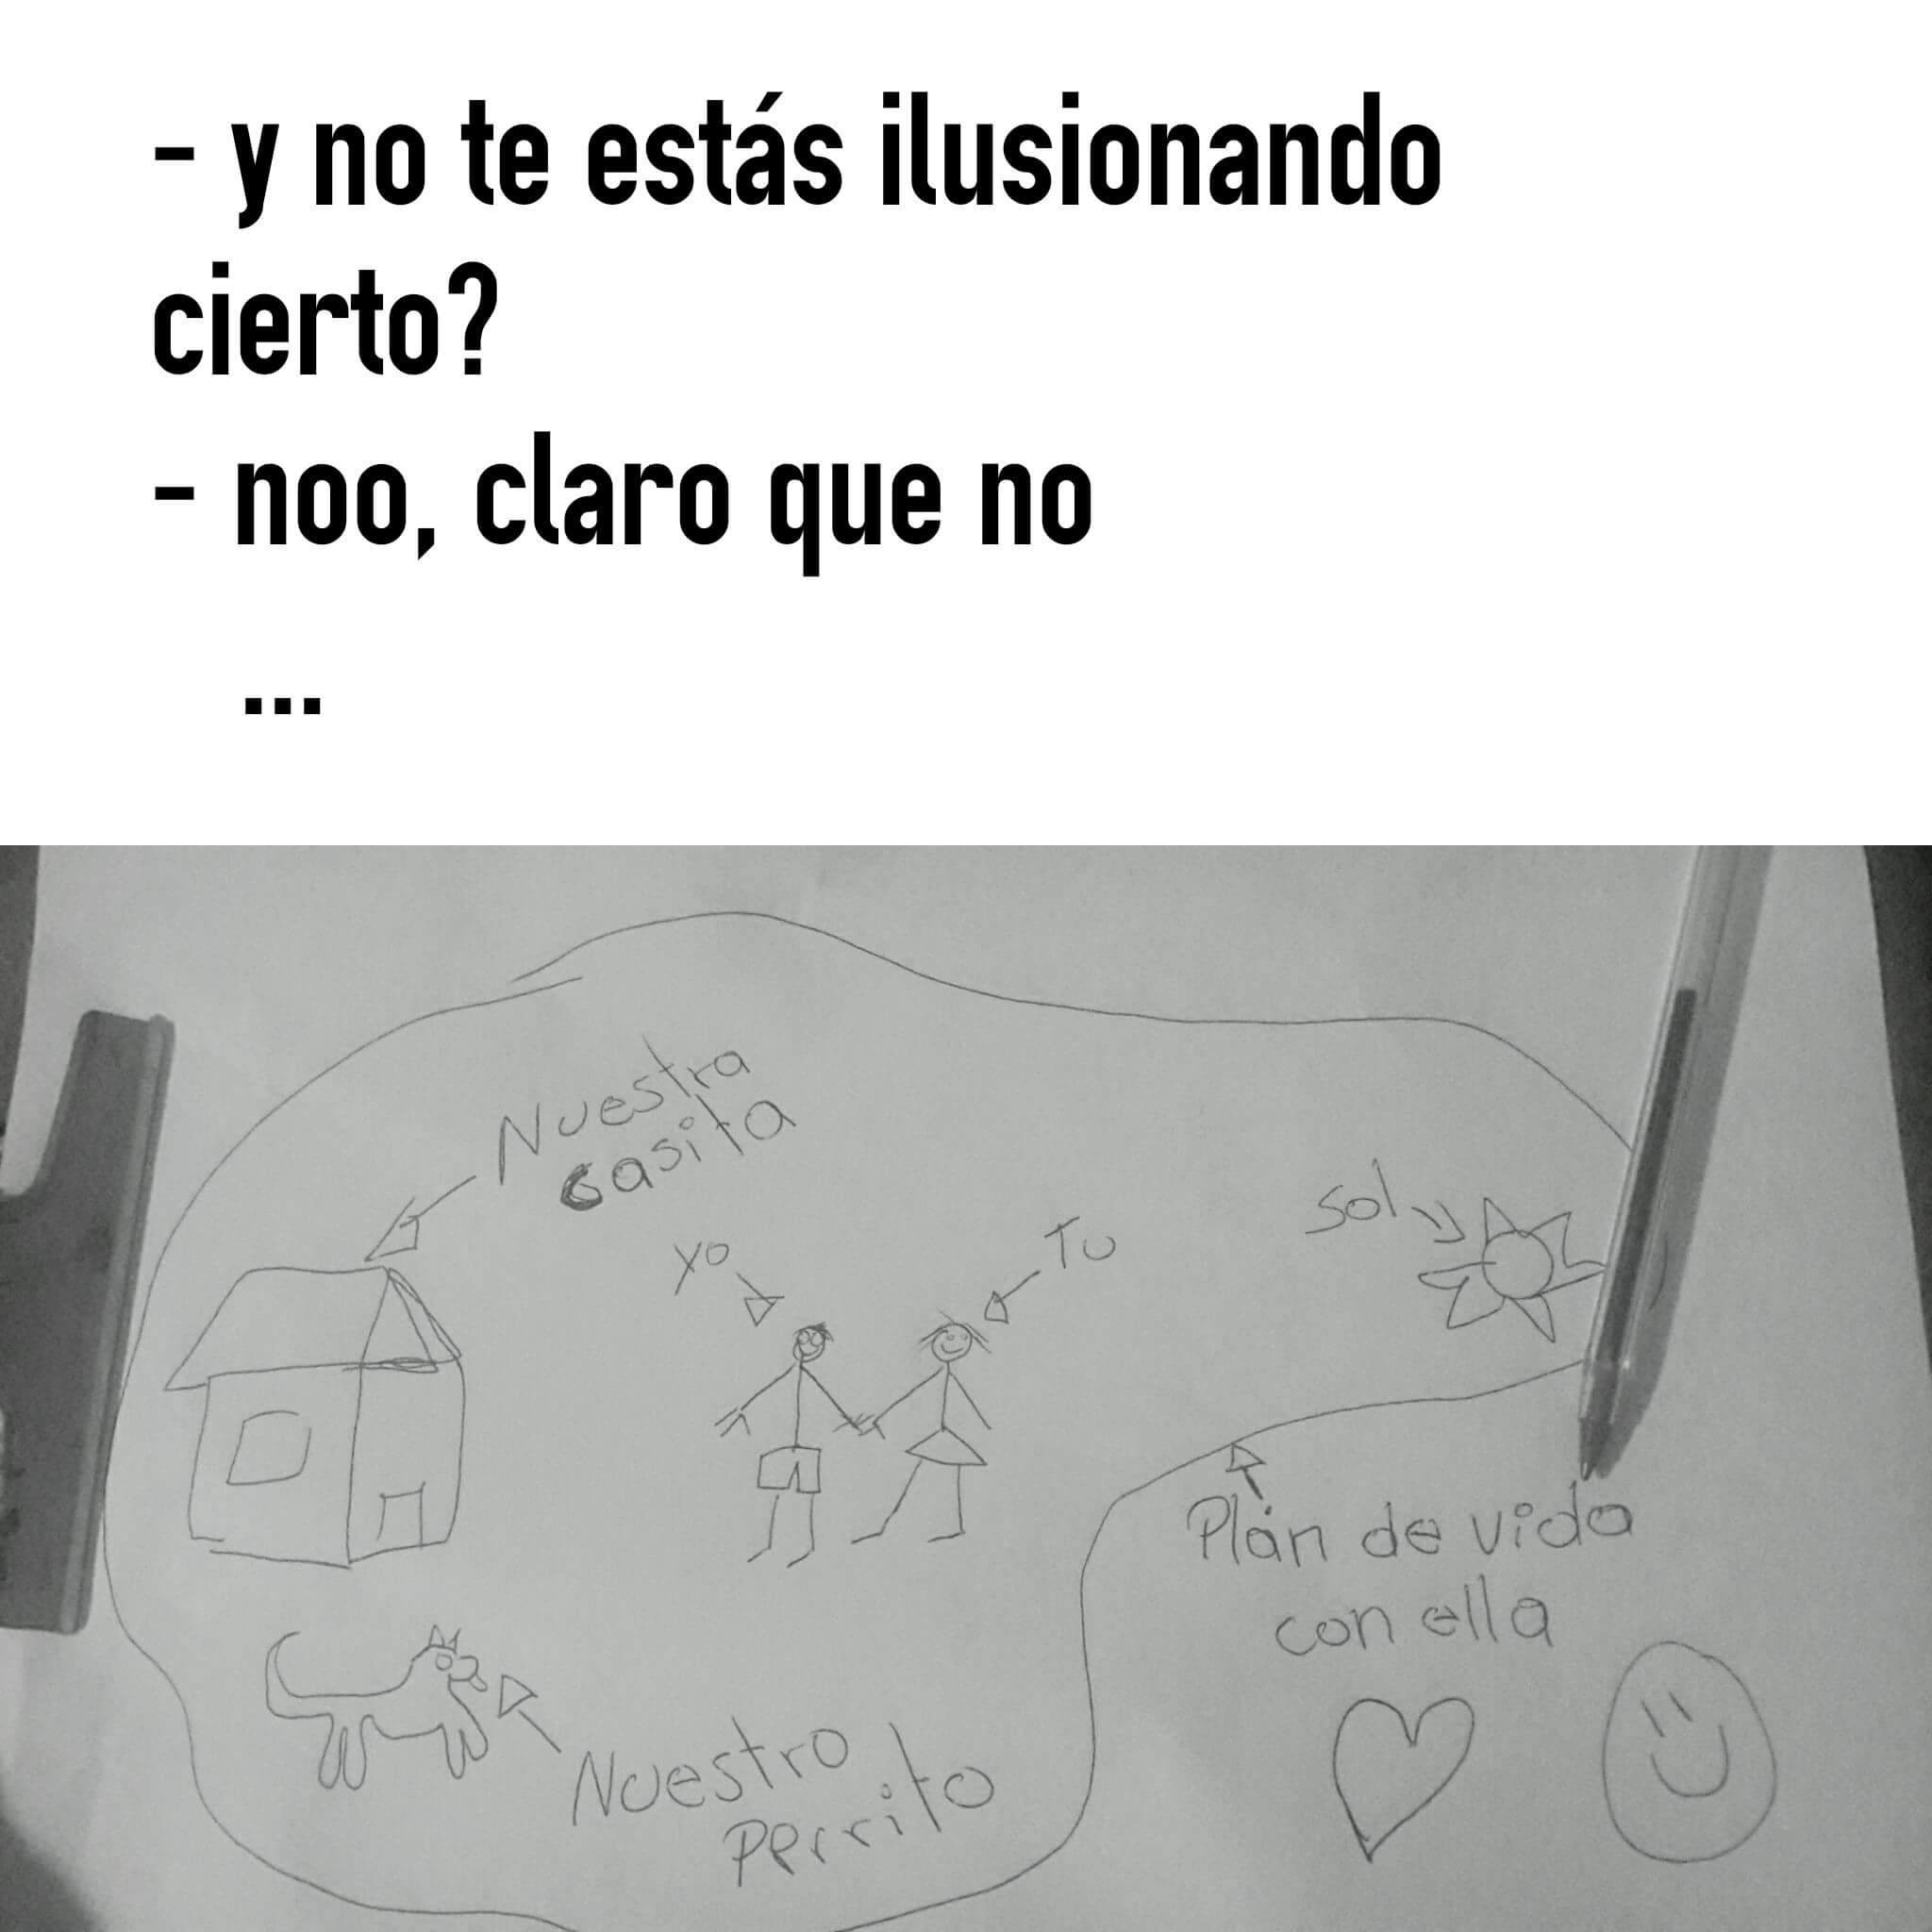 - y no te estás ilusionando
cierto?
- noo, claro que no
...
Nuestra
casita
yo
Tu
sol
Plan de vida
con ella
Nuestro
Perrito